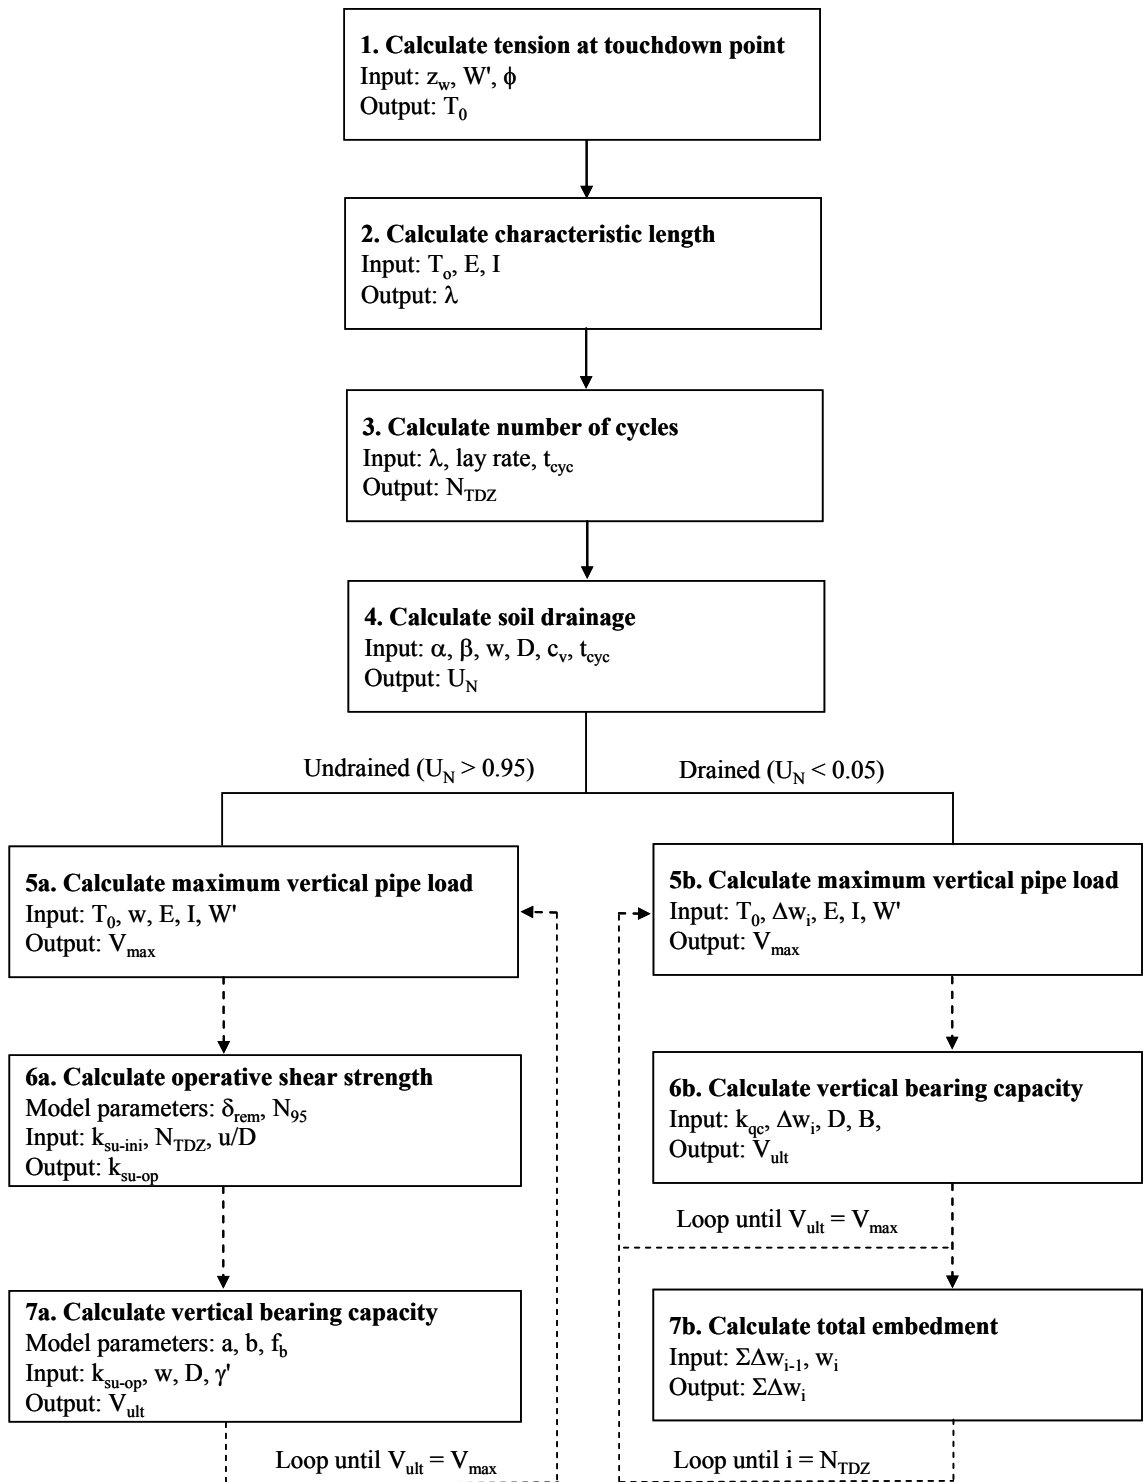 1. Calculate tension at touchdown point
Input: z_w, W', ϕ
Output: T_0
2. Calculate characteristic length
Input: T_o, E, I
Output: λ
3. Calculate number of cycles
Input: λ, lay rate, t_cyc
Output: N_TDZ
4. Calculate soil drainage
Input: α, β, w, D, c_v, t_cyc
Output: U_N
Undrained (U_N > 0.95)
Drained (U_N < 0.05)
5a. Calculate maximum vertical pipe load
Input: T_0, w, E, I, W'
Output: V_max
6a. Calculate operative shear strength
Model parameters: δ_rem, N_95
Input: k_su-ini, N_TDZ, u/D
Output: k_su-op
7a. Calculate vertical bearing capacity
Model parameters: a, b, f_b
Input: k_su-op, w, D, γ'
Output: V_ult
Loop until V_ult = V_max
5b. Calculate maximum vertical pipe load
Input: T_0, Δw_i, E, I, W'
Output: V_max
6b. Calculate vertical bearing capacity
Input: k_qc, Δw_i, D, B,
Output: V_ult
Loop until V_ult = V_max
7b. Calculate total embedment
Input: ΣΔw_i-1, w_i
Output: ΣΔw_i
Loop until i = N_TDZ